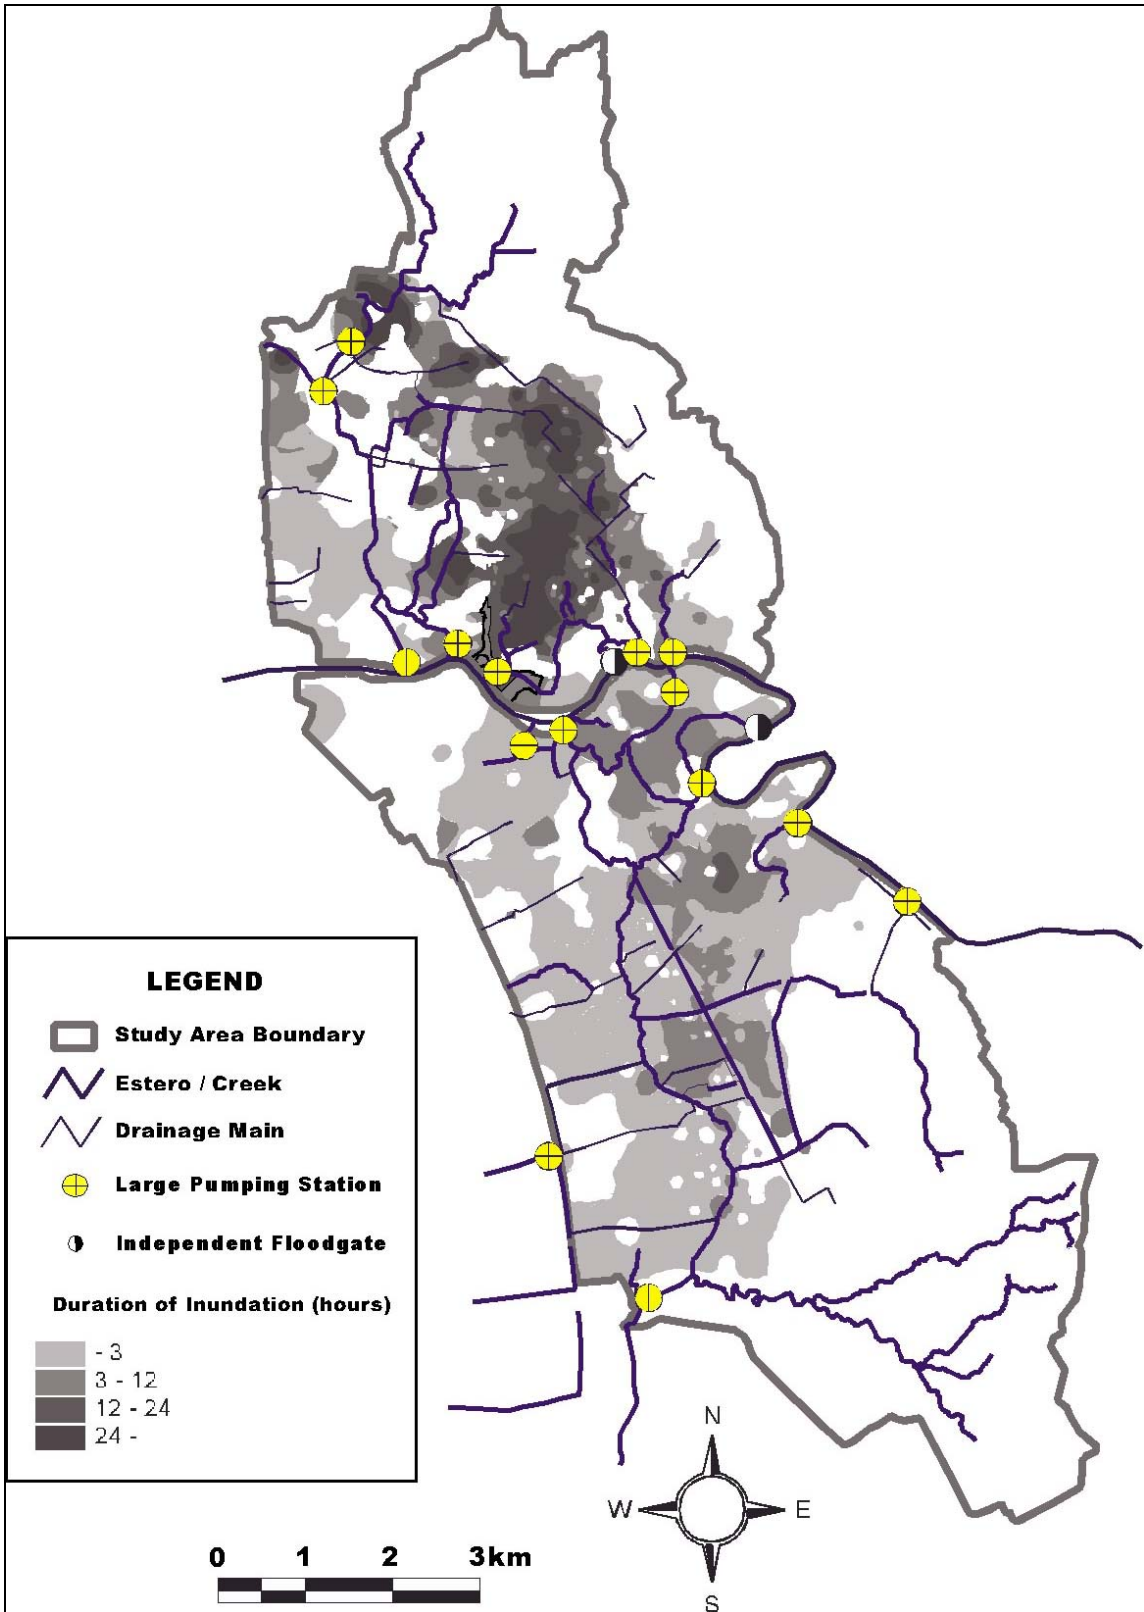 LEGEND
Study Area Boundary
Estero / Creek
Drainage Main
Large Pumping Station
Independent Floodgate
Duration of Inundation (hours)
- 3
3 - 12
12 - 24
24 -
N
W E
S
0 1 2 3km